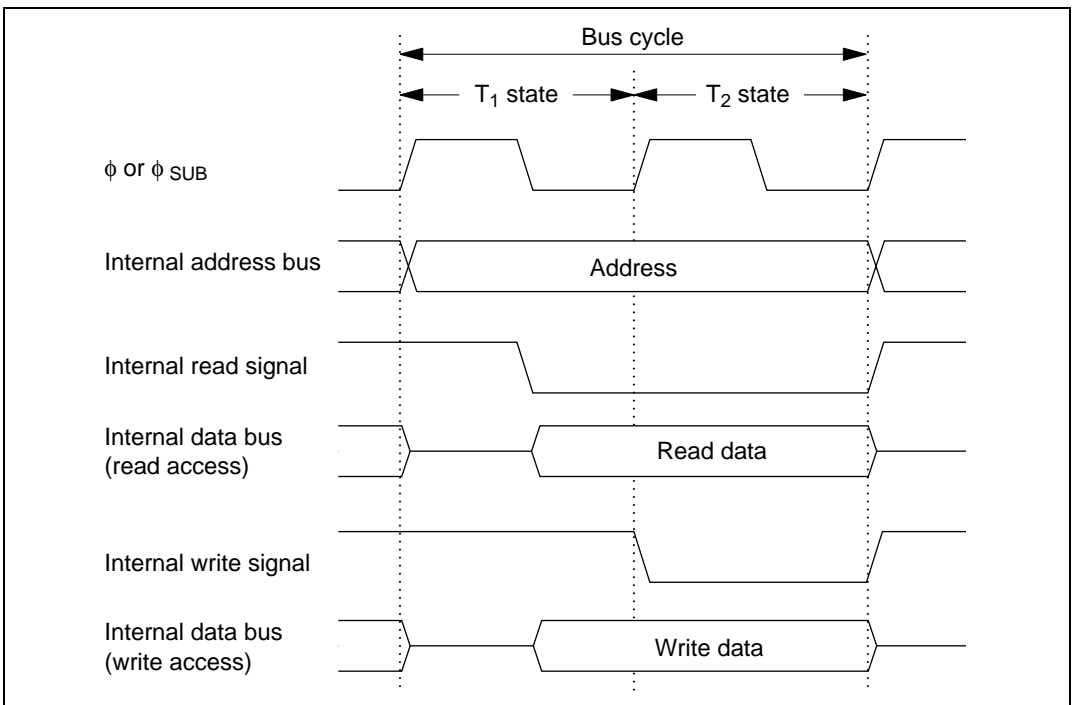 Bus cycle
T₁ state
T₂ state
ϕ or ϕ SUB
Internal address bus
Address
Internal read signal
Internal data bus
(read access)
Read data
Internal write signal
Internal data bus
(write access)
Write data